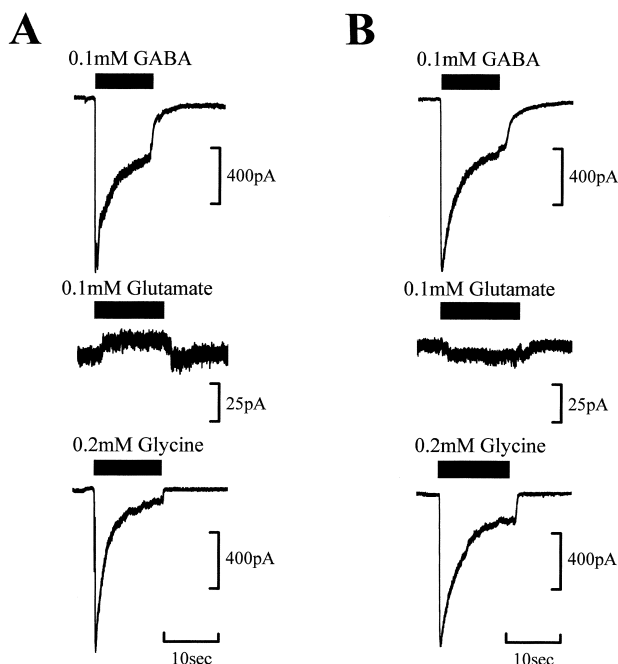 A
B
0.1mM GABA
0.1mM GABA
400pA
400pA
0.1mM Glutamate
0.1mM Glutamate
25pA
25pA
0.2mM Glycine
0.2mM Glycine
400pA
400pA
10sec
10sec